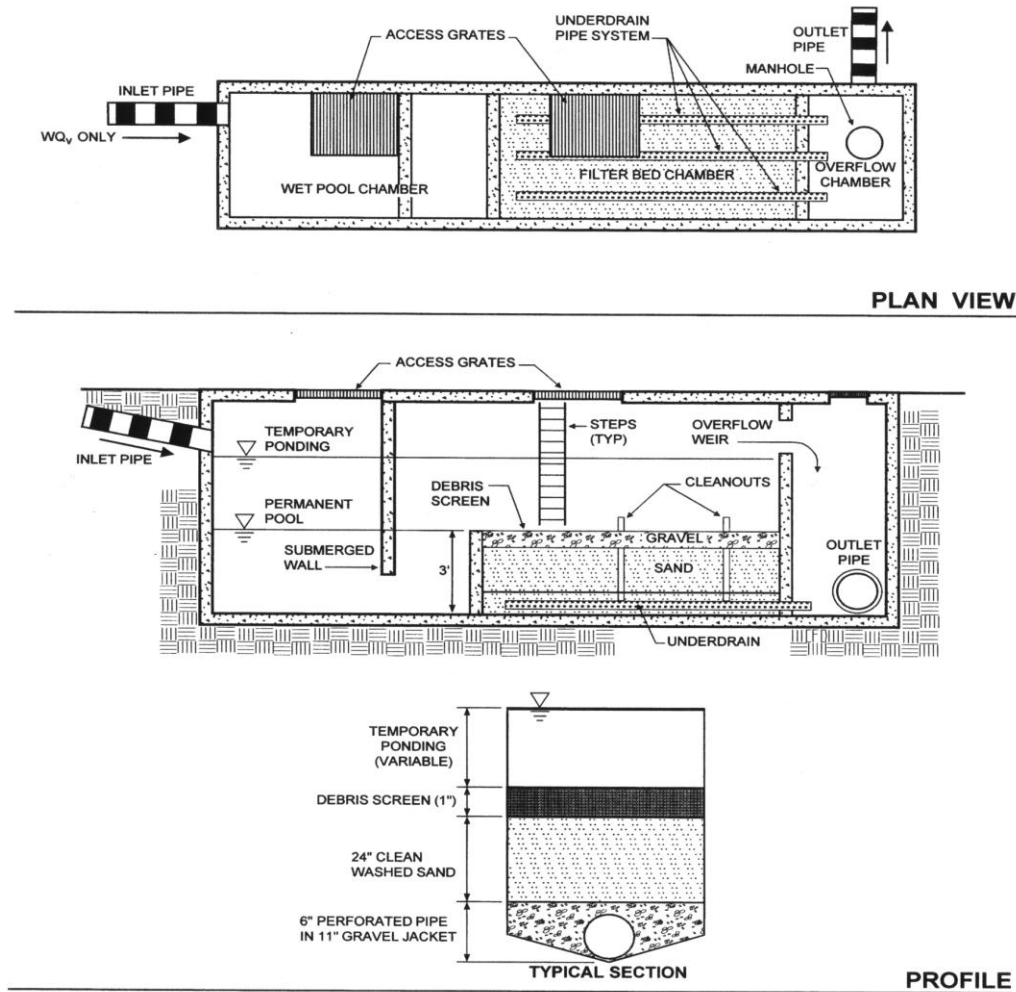 ACCESS GRATES
UNDERDRAIN
PIPE SYSTEM
OUTLET
PIPE
MANHOLE
INLET PIPE
WQv ONLY
WET POOL CHAMBER
FILTER BED CHAMBER
OVERFLOW
CHAMBER
PLAN VIEW
ACCESS GRATES
INLET PIPE
TEMPORARY
PONDING
STEPS
(TYP)
OVERFLOW
WEIR
CLEANOUTS
DEBRIS
SCREEN
PERMANENT
POOL
SUBMERGED
WALL
3'
GRAVEL
SAND
OUTLET
PIPE
UNDERDRAIN
TEMPORARY
PONDING
(VARIABLE)
DEBRIS SCREEN (1")
24" CLEAN
WASHED SAND
6" PERFORATED PIPE
IN 11" GRAVEL JACKET
TYPICAL SECTION
PROFILE